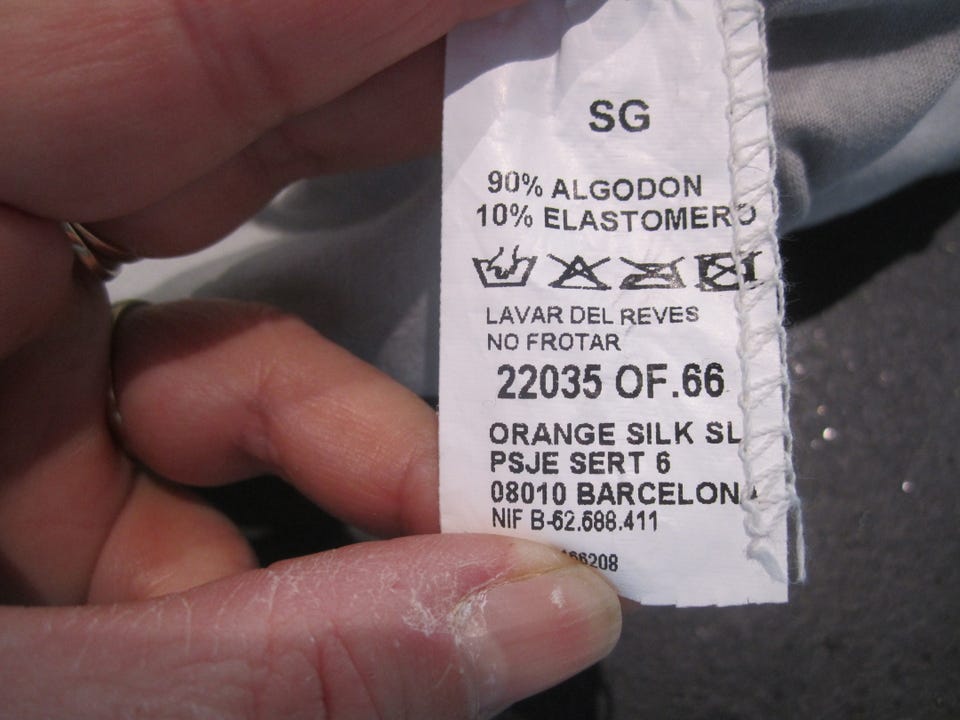 SG
90% ALGODON
10% ELASTOMERO
LAVAR DEL REVES
NO FROTAR
22035 OF.66
ORANGE SILK SL
PSJE SERT 6
08010 BARCELONA
NIF B-62.688.411